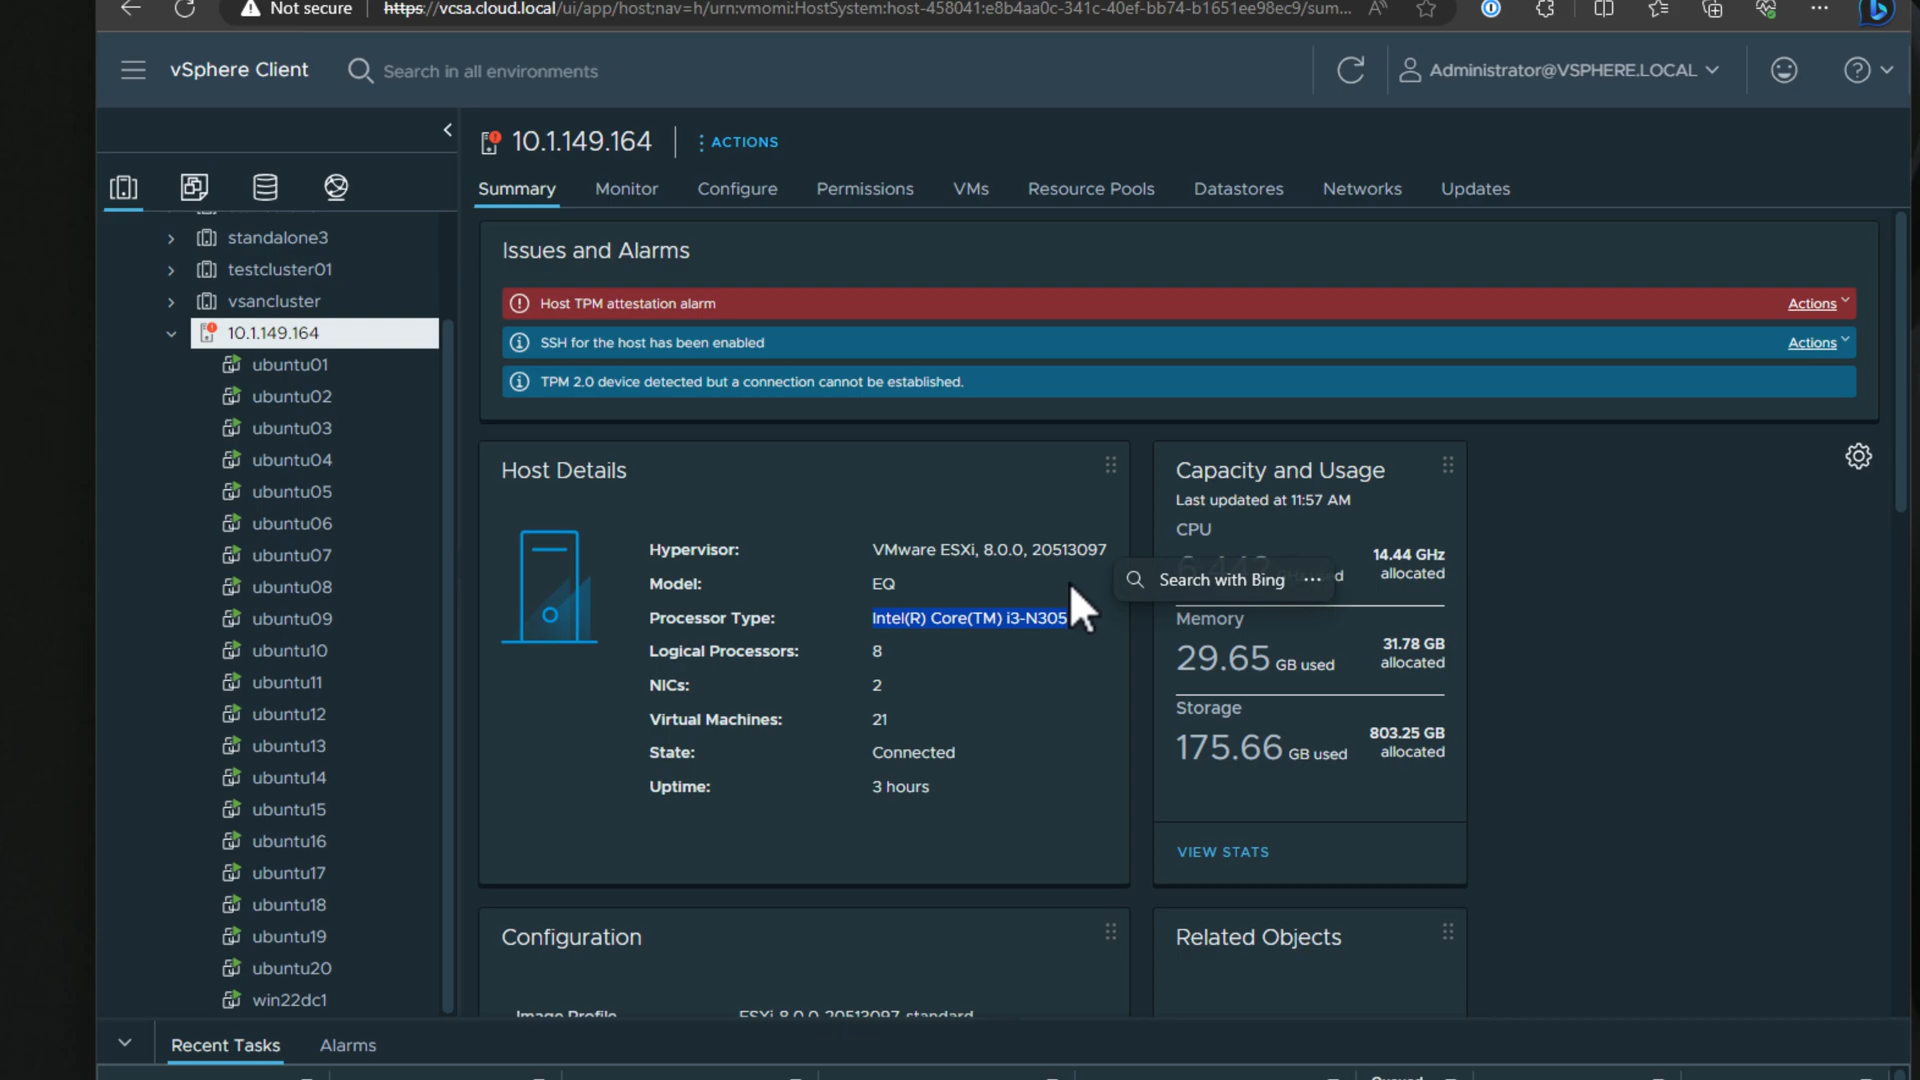 Not secure
https://vcsa.cloud.local/ui/app/host;nav=h/urn:vmomi:HostSystem:host-458041:e8b4aa0c-341c-40ef-bb74-b1651ee98ec9/sum...
vSphere Client
Search in all environments
Administrator@VSPHERE.LOCAL
10.1.149.164
ACTIONS
Summary
Monitor
Configure
Permissions
VMs
Resource Pools
Datastores
Networks
Updates
standalone3
testcluster01
vsancluster
10.1.149.164
ubuntu01
ubuntu02
ubuntu03
ubuntu04
ubuntu05
ubuntu06
ubuntu07
ubuntu08
ubuntu09
ubuntu10
ubuntu11
ubuntu12
ubuntu13
ubuntu14
ubuntu15
ubuntu16
ubuntu17
ubuntu18
ubuntu19
ubuntu20
win22dc1
Issues and Alarms
Host TPM attestation alarm
Actions
SSH for the host has been enabled
Actions
TPM 2.0 device detected but a connection cannot be established.
Host Details
Hypervisor: VMware ESXi, 8.0.0, 20513097
Model: EQ
Processor Type: Intel(R) Core(TM) i3-N305
Logical Processors: 8
NICs: 2
Virtual Machines: 21
State: Connected
Uptime: 3 hours
Capacity and Usage
Last updated at 11:57 AM
CPU
14.44 GHz
allocated
Search with Bing
Memory
29.65 GB used
31.78 GB
allocated
Storage
175.66 GB used
803.25 GB
allocated
VIEW STATS
Configuration
Image Profile ESXi-8.0.0-20513097-standard
Related Objects
Recent Tasks
Alarms